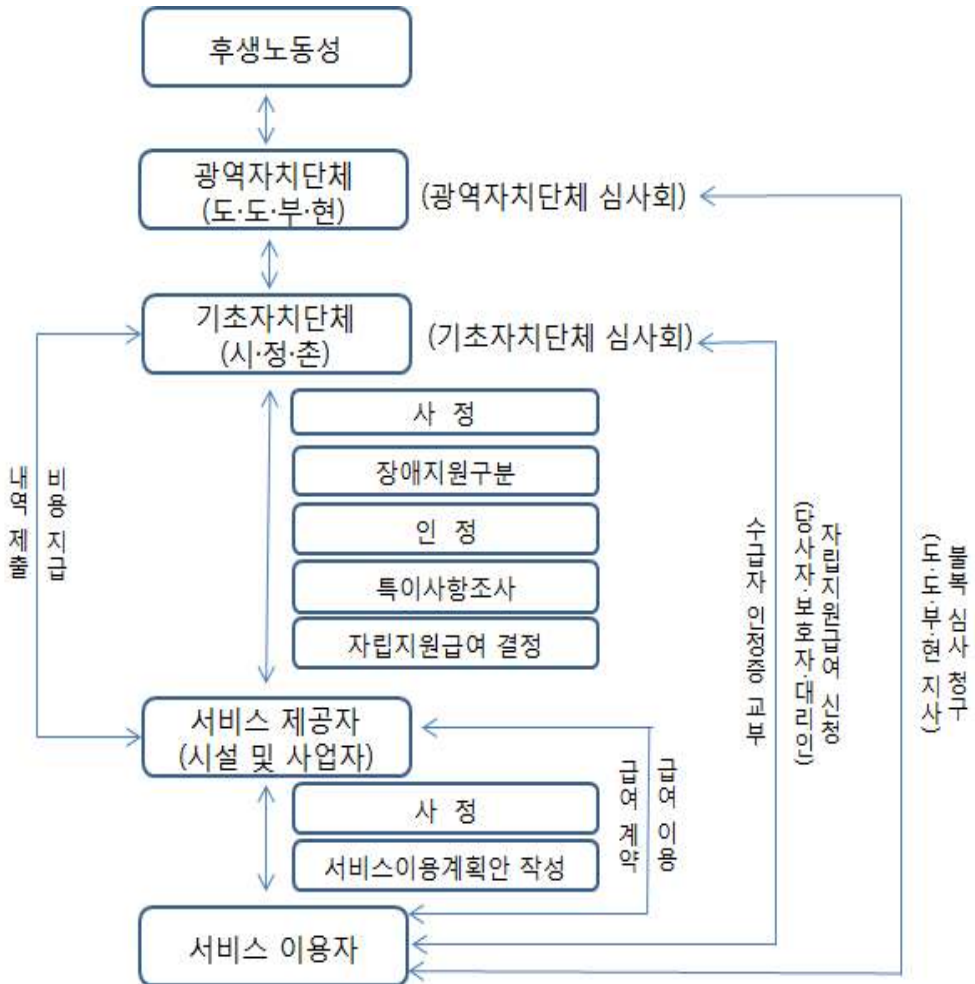 후생노동성
광역자치단체
(도·도·부·현)
(광역자치단체 심사회)
기초자치단체
(시·정·촌)
(기초자치단체 심사회)
사 정
장애지원구분
인 정
특이사항조사
자립지원급여 결정
내역 제출
비용 지급
수급자 인정증 교부
(당사자·보호자·대리인)
자립지원급여 신청
(도·도·부·현 지사)
불복 심사 청구
서비스 제공자
(시설 및 사업자)
사 정
서비스이용계획안 작성
급여 계약
급여 이용
서비스 이용자